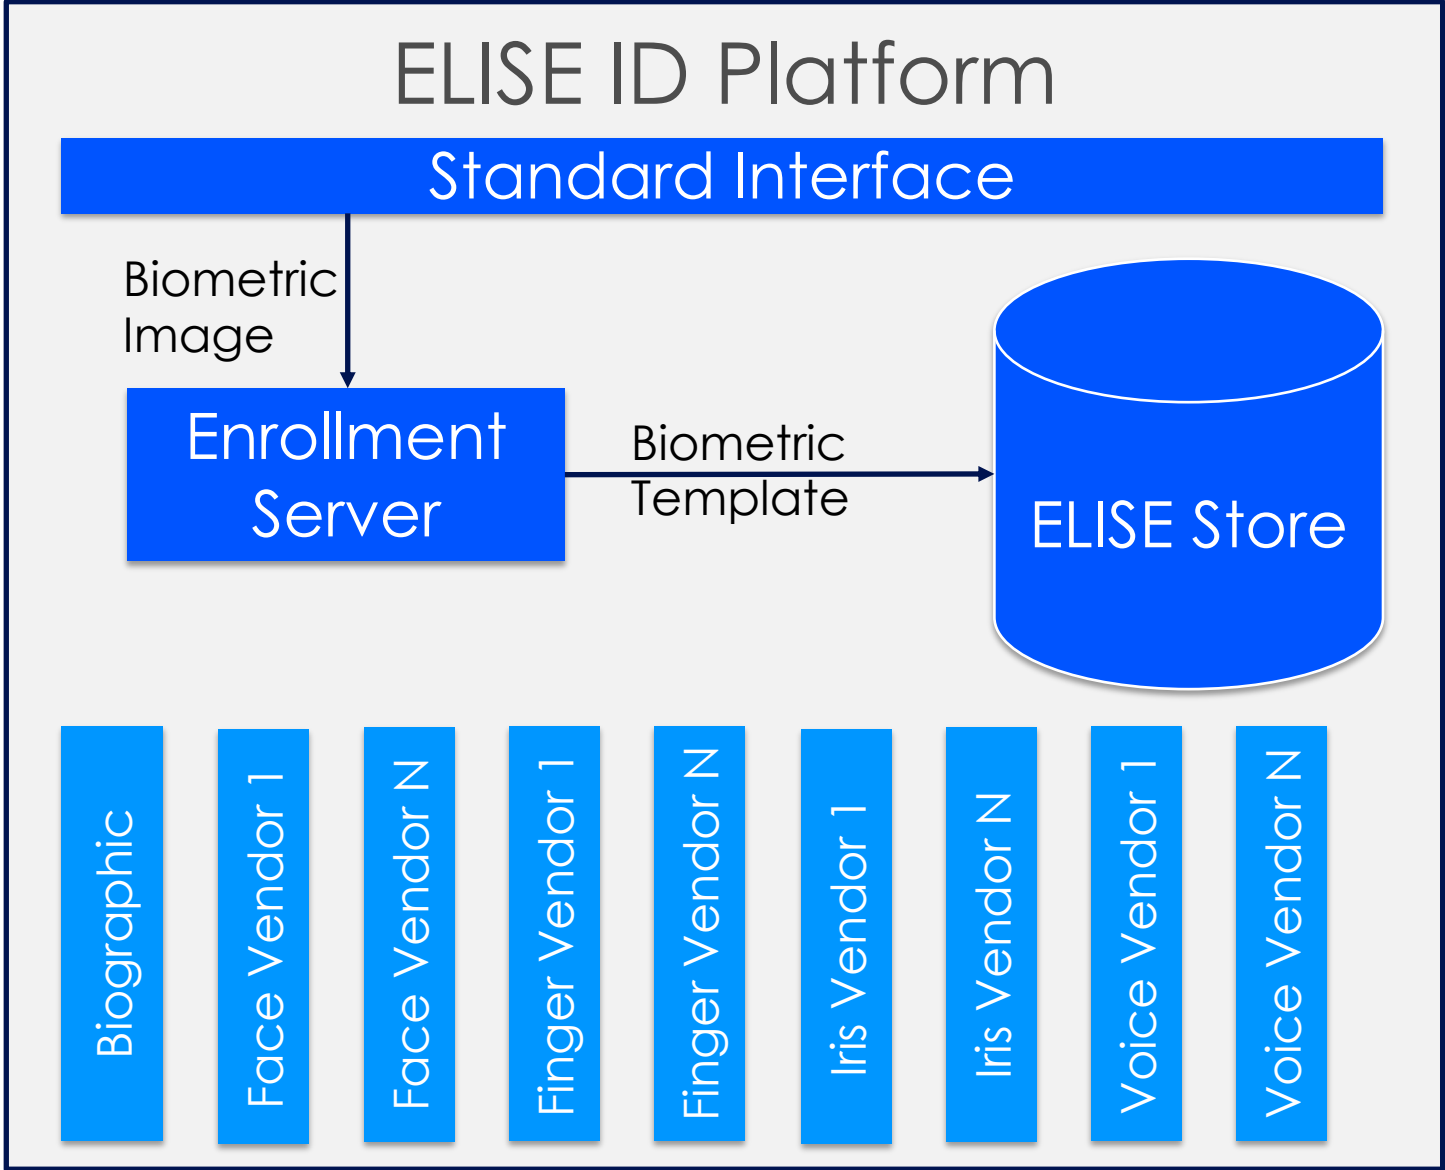 ELISE ID Platform
Standard Interface
Biometric
Image
Enrollment
Server
Biometric
Template
ELISE Store
Biographic
Face Vendor 1
Face Vendor N
Finger Vendor 1
Finger Vendor N
Iris Vendor 1
Iris Vendor N
Voice Vendor 1
Voice Vendor N